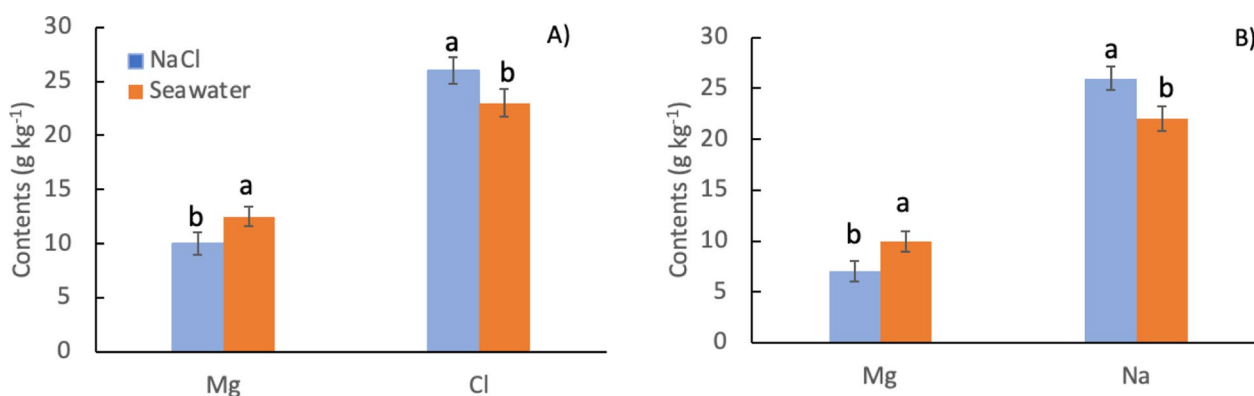 A)
Contents (g kg-1)
30
25
20
15
10
5
0
NaCl
Seawater
b
a
a
b
Mg
Cl
B)
Contents (g kg-1)
30
25
20
15
10
5
0
b
a
a
b
Mg
Na